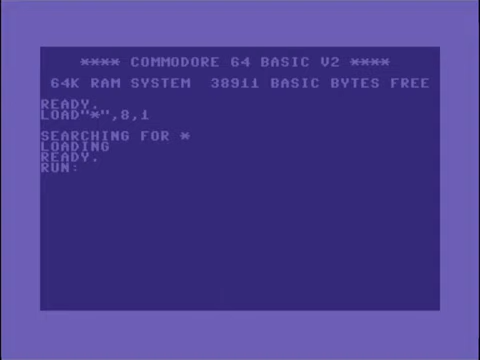 **** COMMODORE 64 BASIC V2 ****
64K RAM SYSTEM 38911 BASIC BYTES FREE
READY.
LOAD"*",8,1
SEARCHING FOR *
LOADING
READY.
RUN: